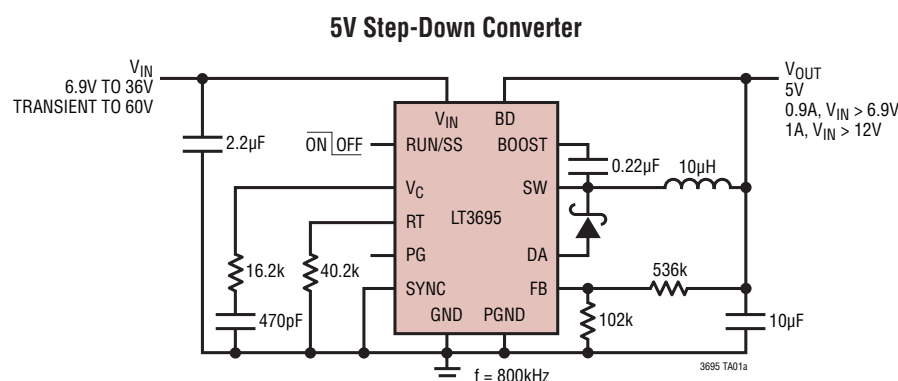 5V Step-Down Converter
V_IN
6.9V TO 36V
TRANSIENT TO 60V
V_OUT
5V
0.9A, V_IN > 6.9V
1A, V_IN > 12V
V_IN
BD
2.2µF
ON OFF
RUN/SS
BOOST
0.22µF
10µH
V_C
SW
RT
LT3695
PG
DA
16.2k
40.2k
536k
SYNC
FB
470pF
GND
PGND
102k
10µF
3695 TA01a
f = 800kHz